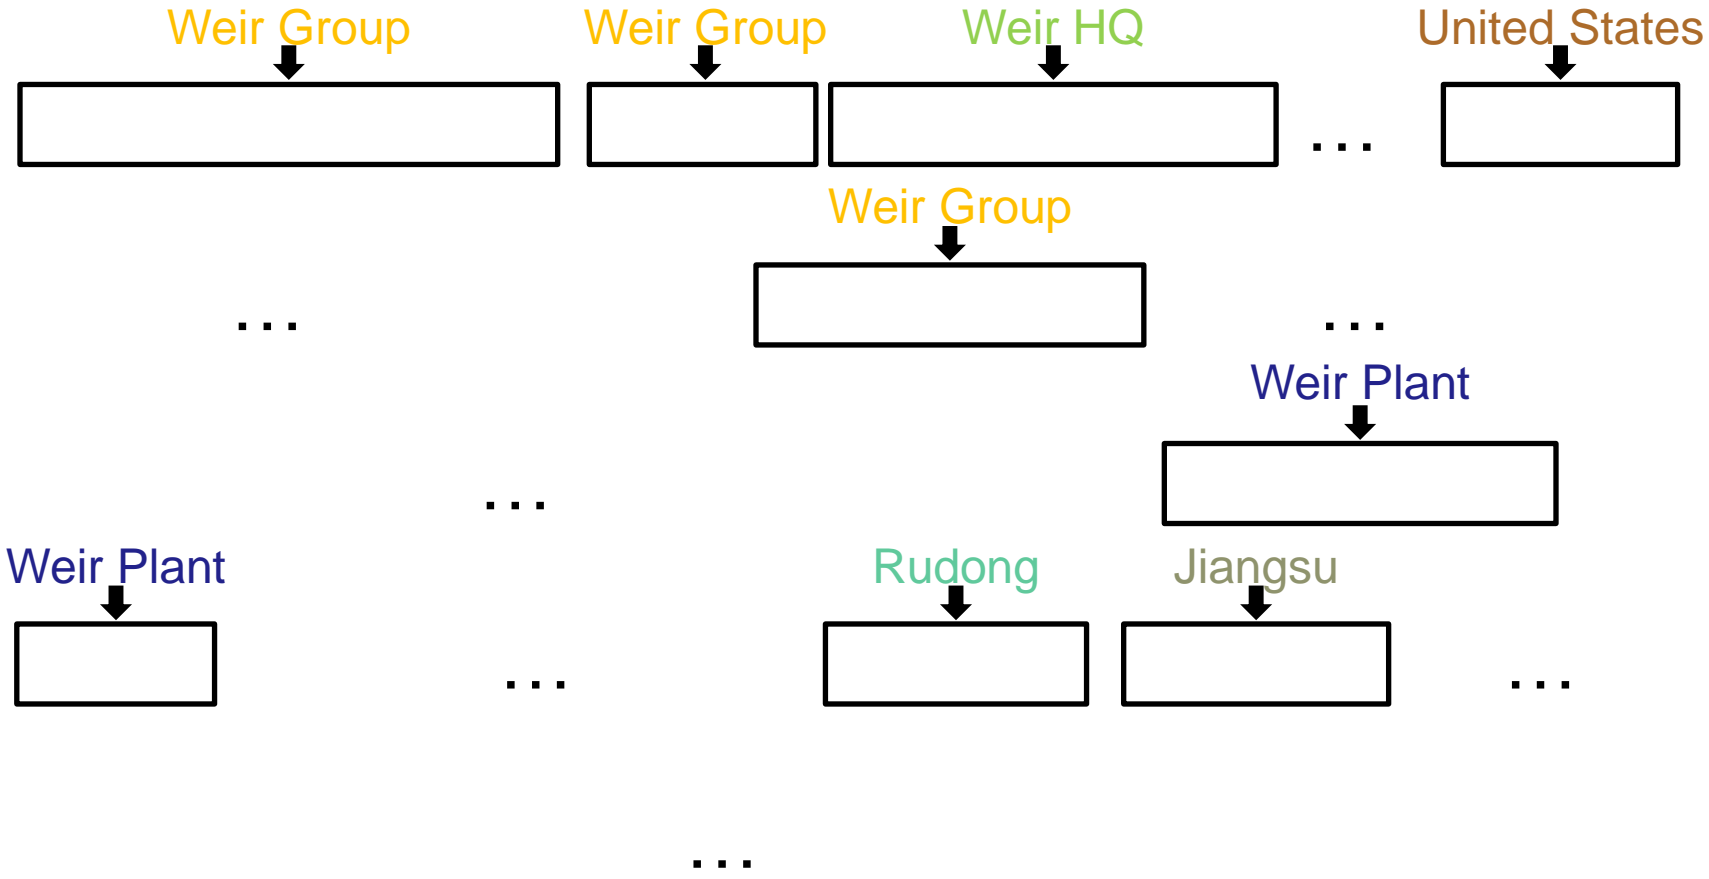 Weir Group Weir Group Weir HQ United States
...
Weir Group
... ...
Weir Plant
...
Weir Plant Rudong Jiangsu
... ...
...